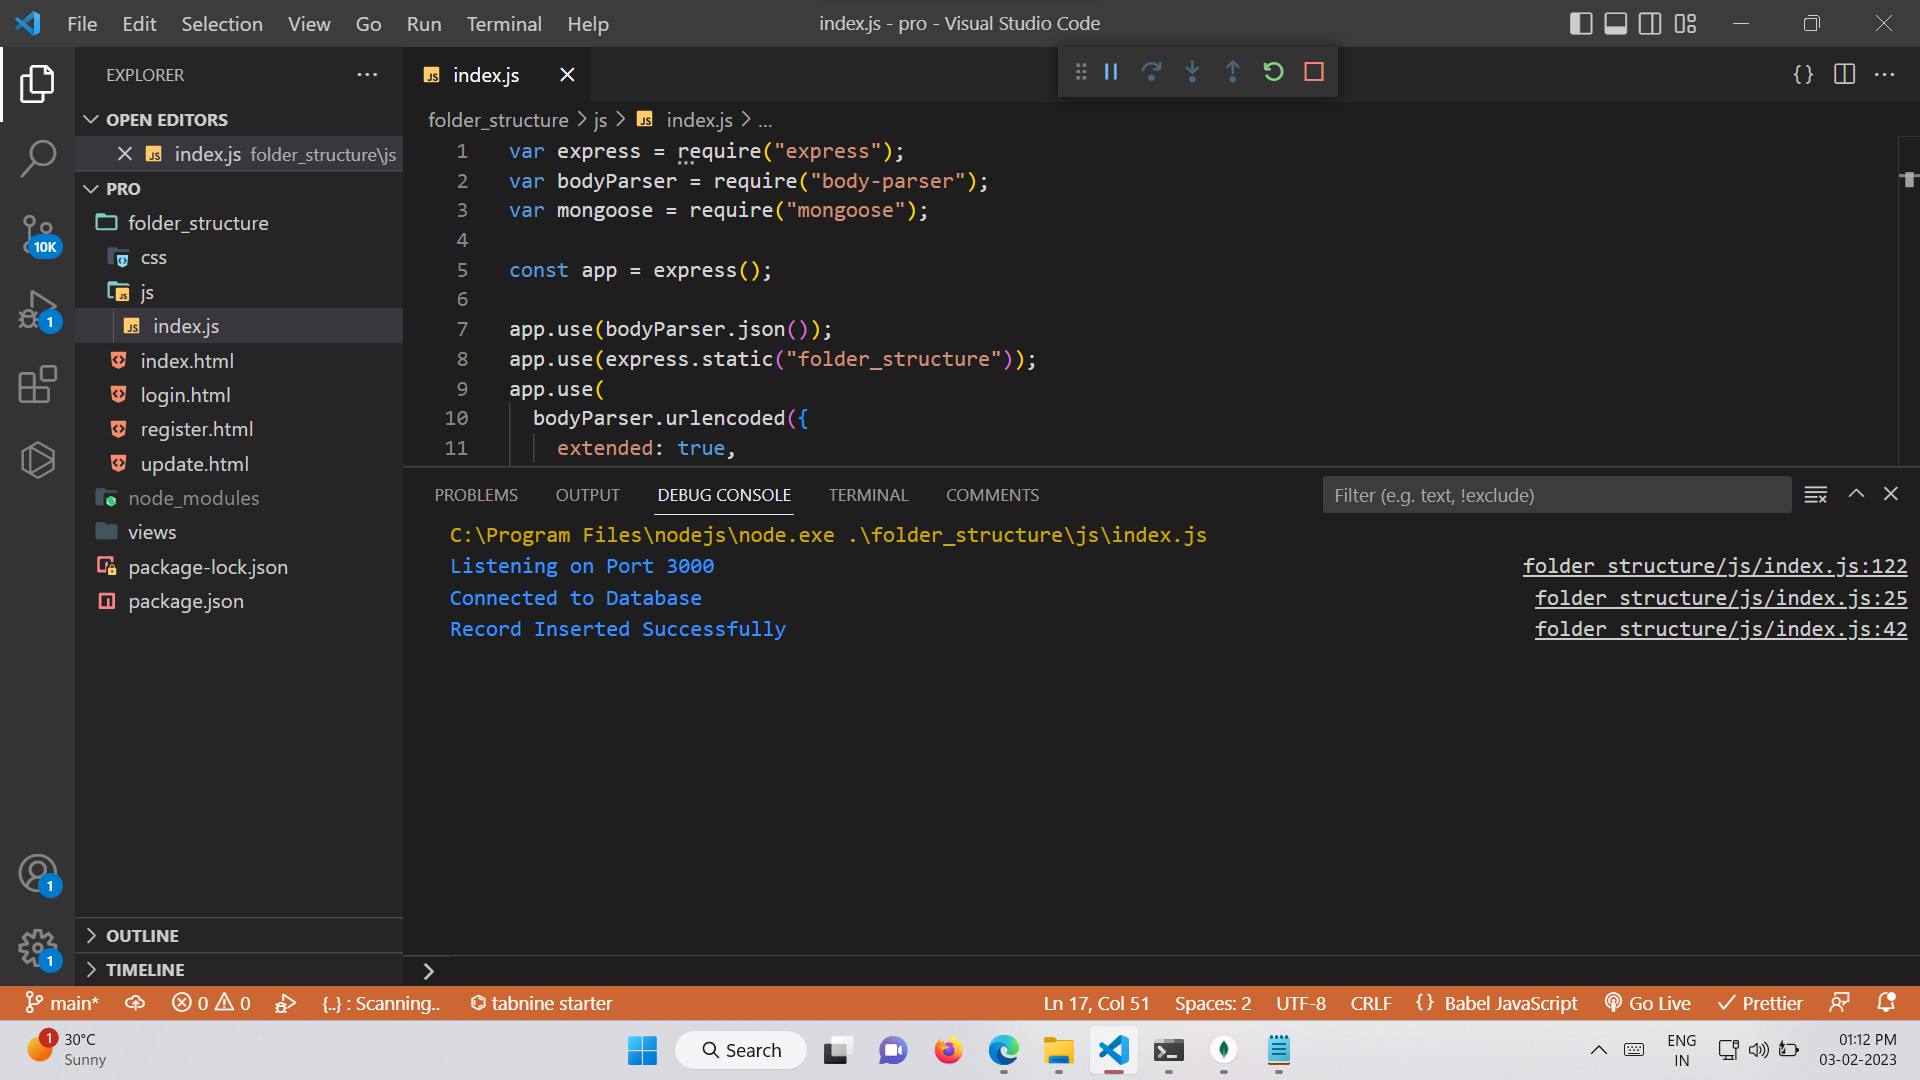 File Edit Selection View Go Run Terminal Help
index.js - pro - Visual Studio Code
EXPLORER
OPEN EDITORS
index.js folder_structure\js
PRO
folder_structure
css
js
index.js
index.html
login.html
register.html
update.html
node_modules
views
package-lock.json
package.json
OUTLINE
TIMELINE
10K
1
1
1
index.js
folder_structure > js > index.js > ...
1 var express = require("express");
2 var bodyParser = require("body-parser");
3 var mongoose = require("mongoose");
4
5 const app = express();
6
7 app.use(bodyParser.json());
8 app.use(express.static("folder_structure"));
9 app.use(
10 bodyParser.urlencoded({
11 extended: true,
PROBLEMS OUTPUT DEBUG CONSOLE TERMINAL COMMENTS
Filter (e.g. text, !exclude)
C:\Program Files\nodejs\node.exe .\folder_structure\js\index.js
Listening on Port 3000 folder_structure/js/index.js:122
Connected to Database folder_structure/js/index.js:25
Record Inserted Successfully folder_structure/js/index.js:42
main* 0 0 {..} : Scanning.. tabnine starter
Ln 17, Col 51 Spaces: 2 UTF-8 CRLF {} Babel JavaScript Go Live Prettier
1
30°C
Sunny
Search
ENG
IN
01:12 PM
03-02-2023